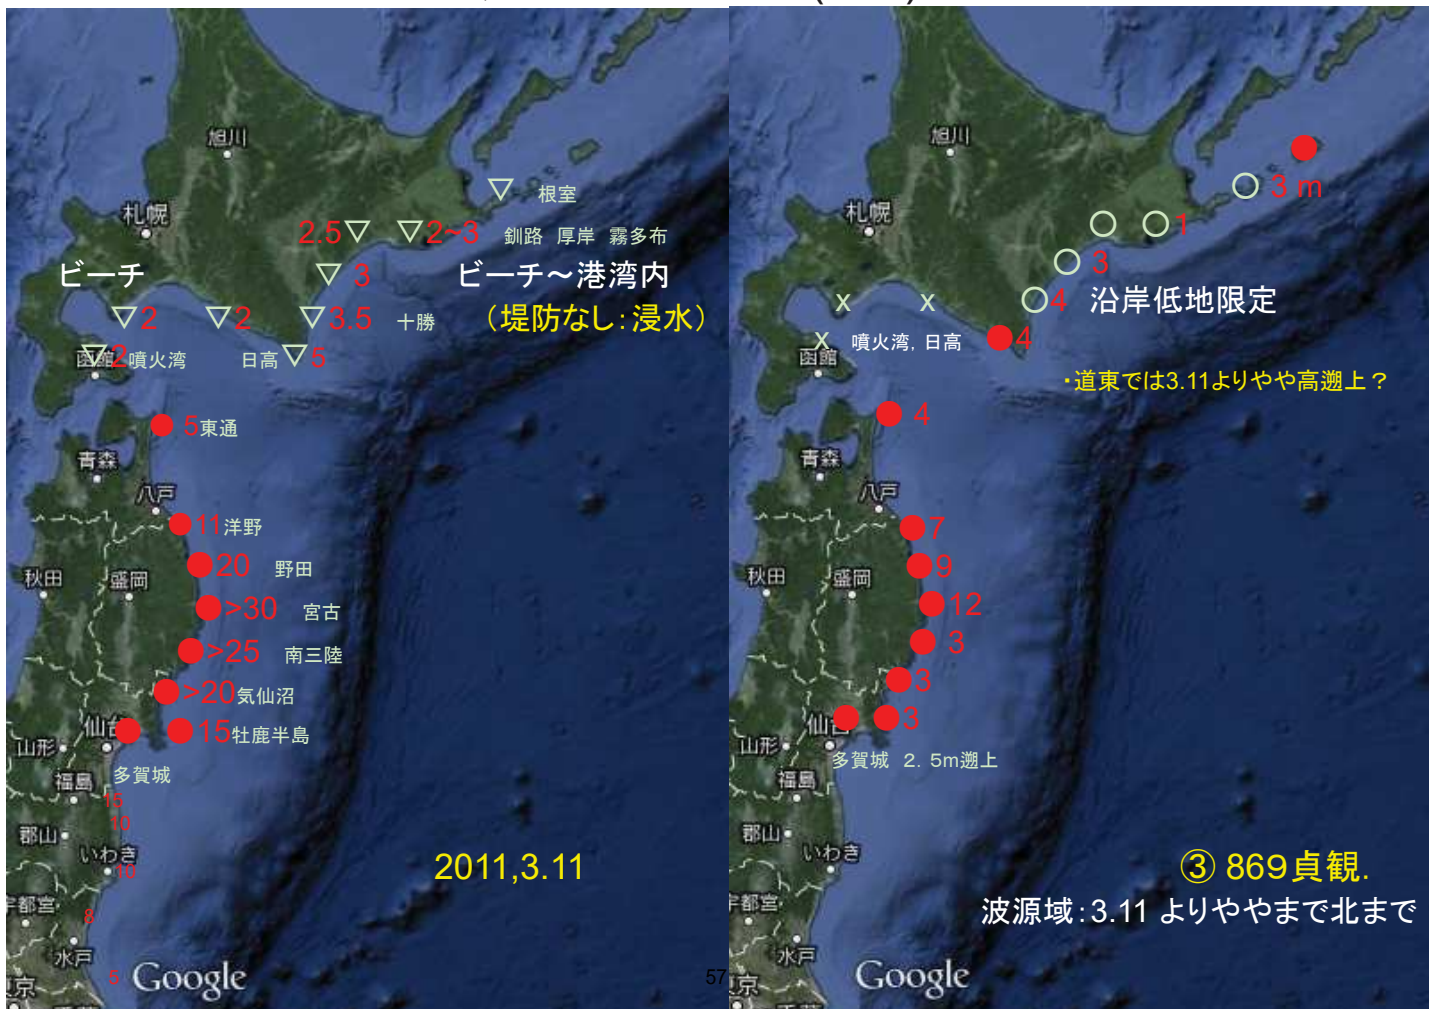 旭川
根室
札幌
2.5
2~3
釧路 厚岸 霧多布
ビーチ
3
ビーチ～港湾内
2
2
3.5
十勝
（堤防なし：浸水）
2
函館
噴火湾
日高
5
5
東通
青森
八戸
11
洋野
20
野田
秋田
盛岡
>30
宮古
>25
南三陸
>20
気仙沼
仙台
15
牡鹿半島
山形
多賀城
福島
15
10
郡山
いわき
10
2011,3.11
宇都宮
8
水戸
5
Google
57
旭川
3 m
札幌
1
3
x
x
4
沿岸低地限定
x
函館
噴火湾, 日高
4
・道東では3.11よりやや高遡上？
4
青森
八戸
7
秋田
盛岡
9
12
3
3
仙台
3
山形
多賀城 2. 5m遡上
福島
郡山
いわき
③ 869貞観.
宇都宮
波源域：3.11 よりややまで北まで
水戸
Google